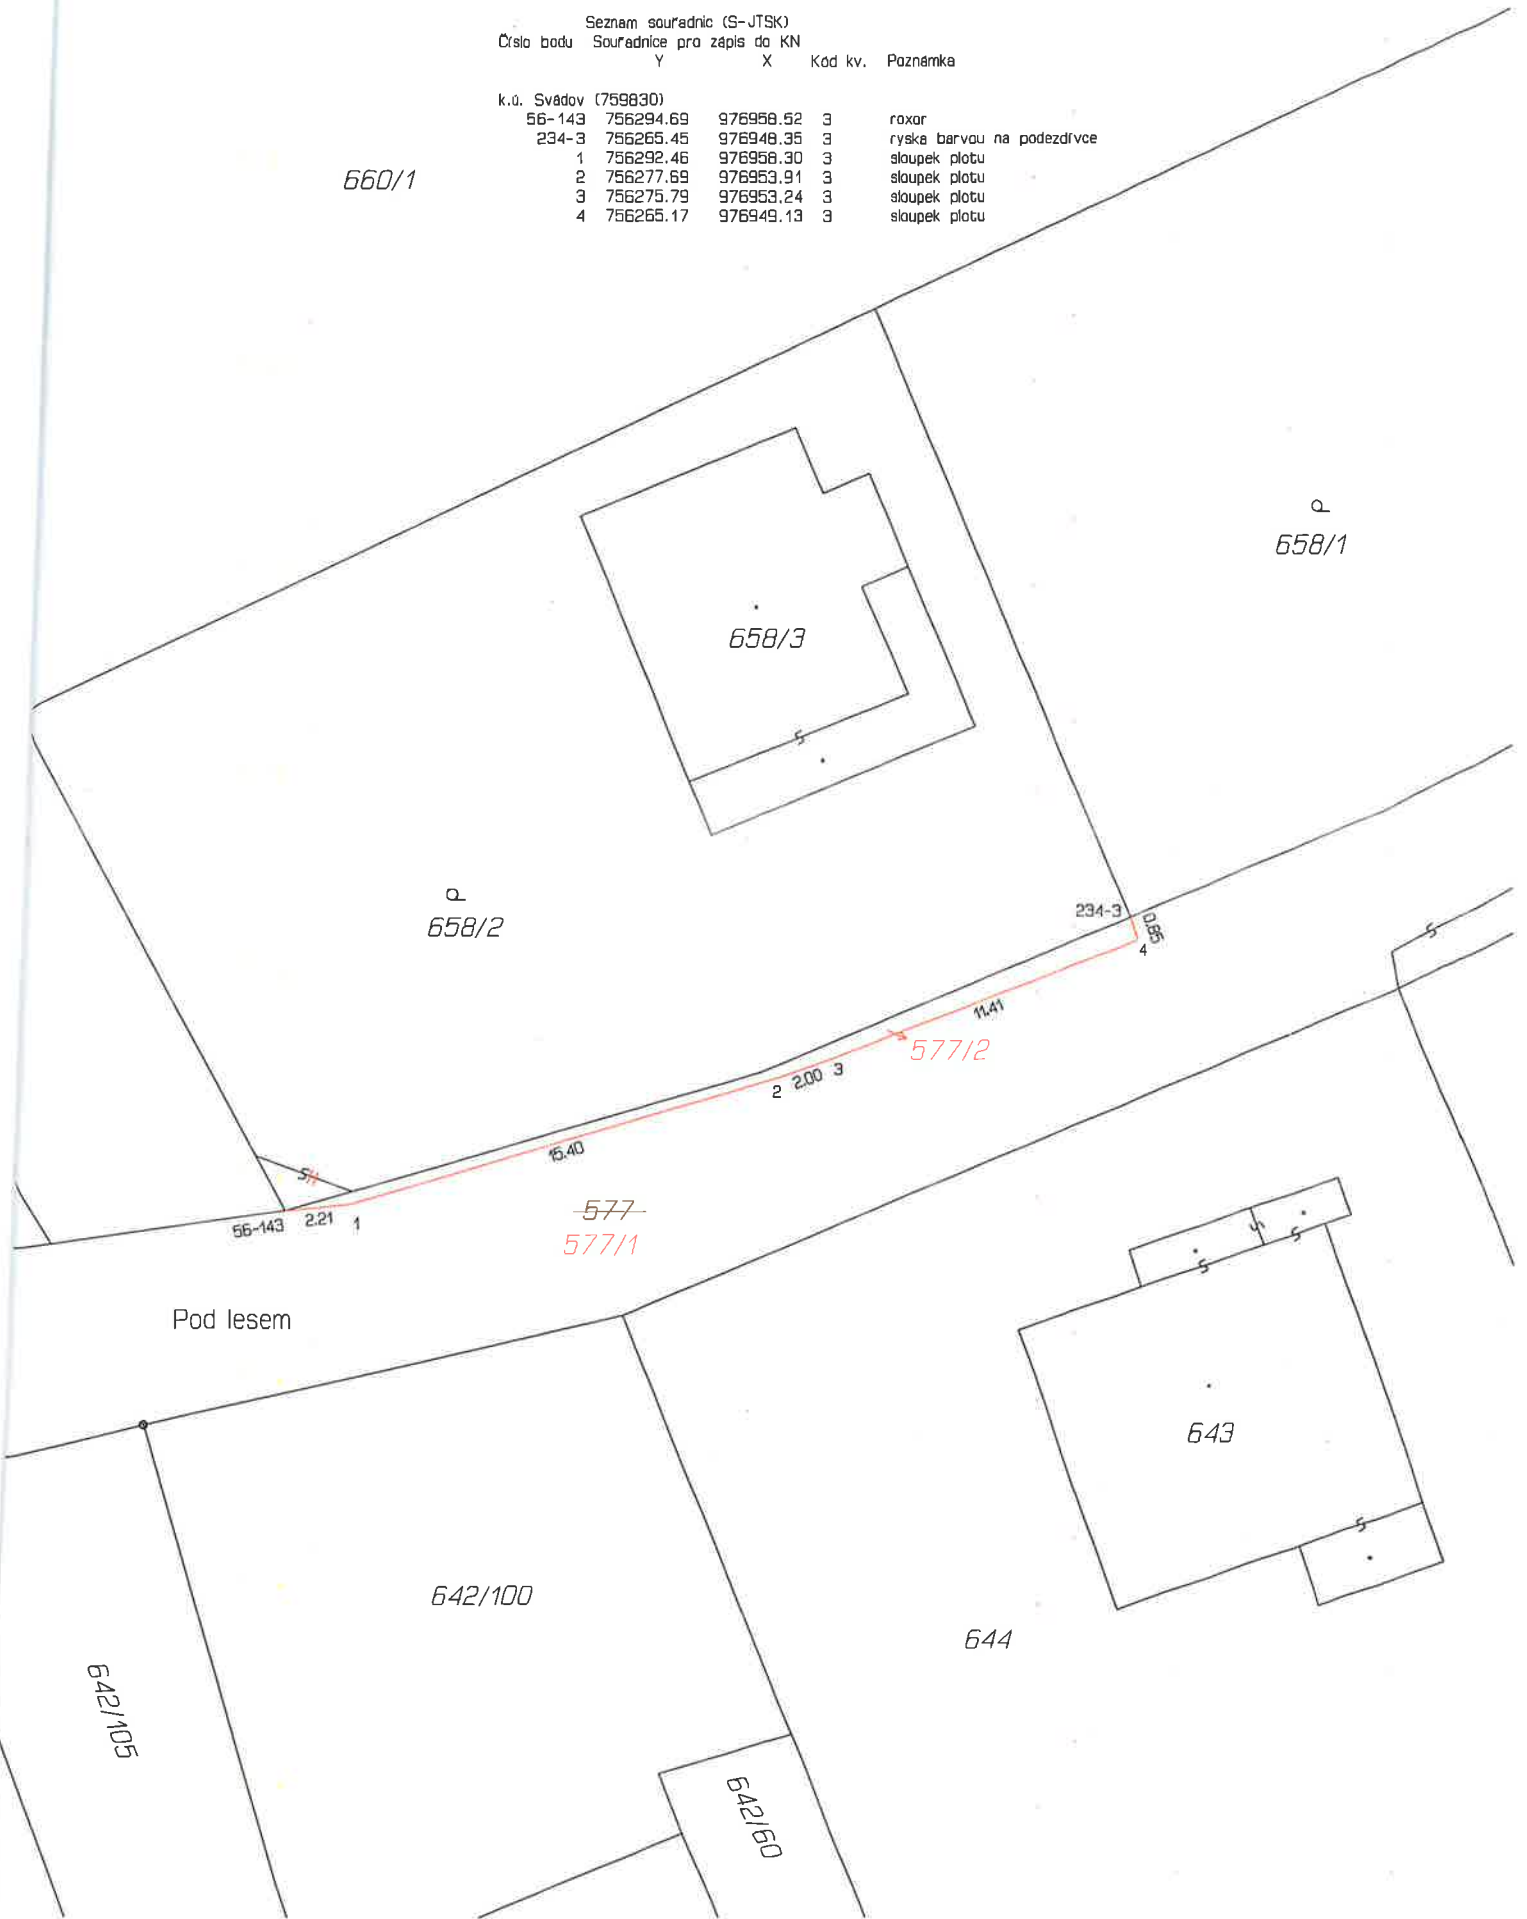 Seznam souřadnic (S-JTSK)
Číslo bodu Souřadnice pro zápis do KN
Y X Kód kv. Poznámka
k.ú. Svádov (759830)
56-143 756294.69 976958.52 3 roxor
234-3 756265.45 976948.35 3 ryska barvou na podezdívce
1 756292.46 976958.30 3 sloupek plotu
2 756277.69 976953.91 3 sloupek plotu
3 756275.79 976953.24 3 sloupek plotu
4 756265.17 976949.13 3 sloupek plotu
660/1
658/1
658/3
658/2
234-3
0.85
4
11.41
577/2
2 2.00 3
15.40
577
56-143 2.21 1
577/1
Pod lesem
643
642/100
644
642/105
642/60